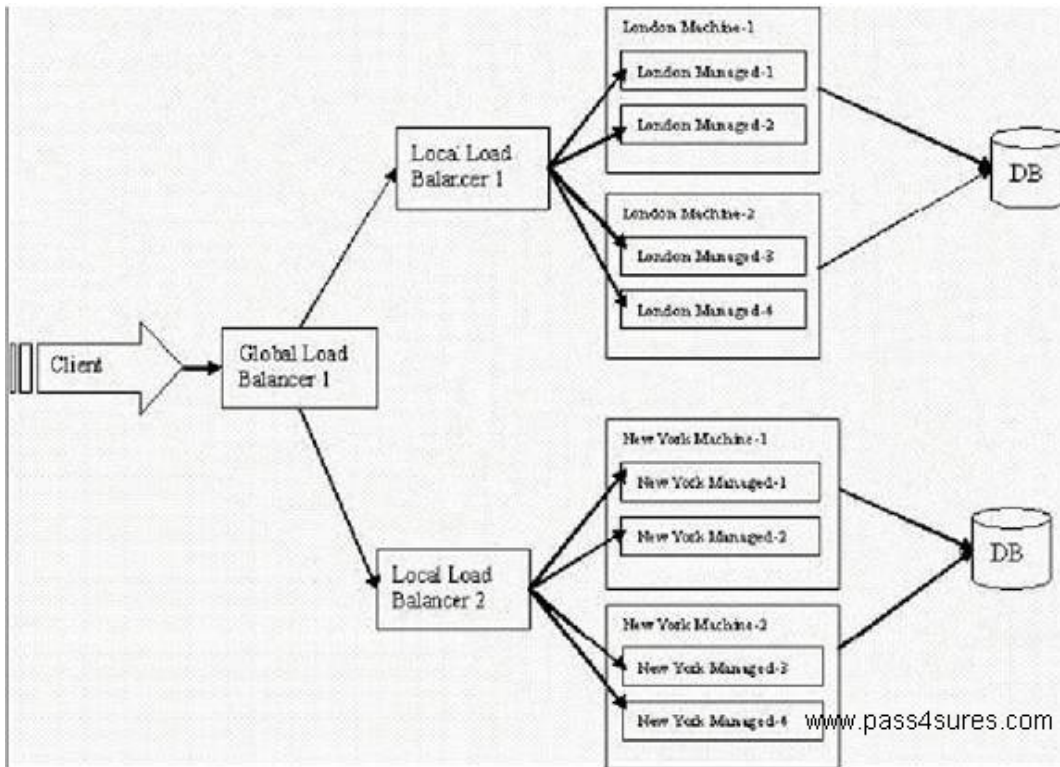 London Machine-1
London Managed-1
London Managed-2
Local Load
Balancer 1
DB
London Machine-2
London Managed-3
London Managed-4
Client
Global Load
Balancer 1
New York Machine-1
New York Managed-1
New York Managed-2
DB
Local Load
Balancer 2
New York Machine-2
New York Managed-3
New York Managed-4
www.pass4sures.com